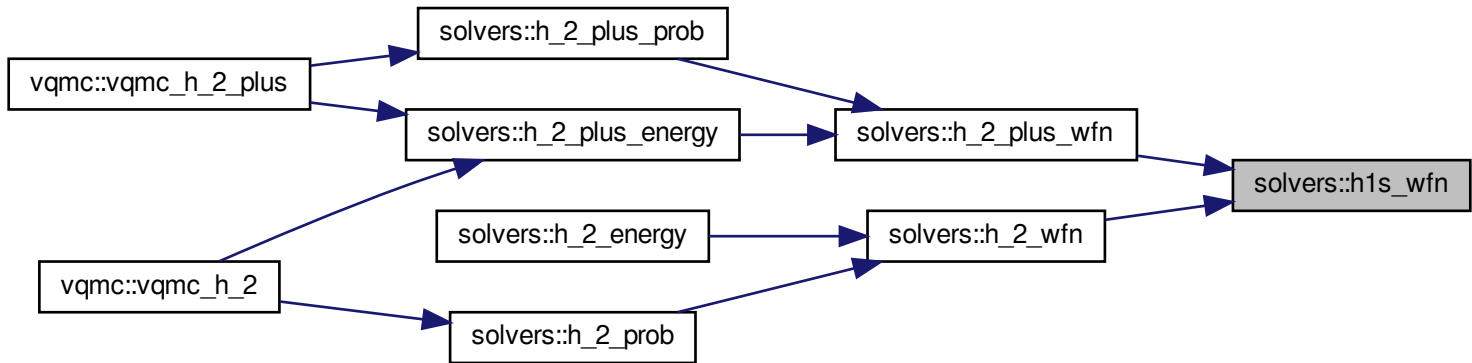 solvers::h_2_plus_prob
vqmc::vqmc_h_2_plus
solvers::h_2_plus_energy
solvers::h_2_plus_wfn
solvers::h1s_wfn
solvers::h_2_energy
solvers::h_2_wfn
vqmc::vqmc_h_2
solvers::h_2_prob